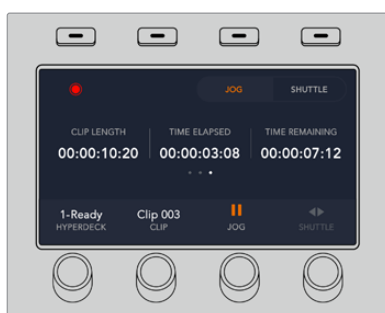 JOG SHUTTLE
CLIP LENGTH TIME ELAPSED TIME REMAINING
00:00:10:20 00:00:03:08 00:00:07:12
1-Ready Clip 003
HYPERDECK CLIP JOG SHUTTLE